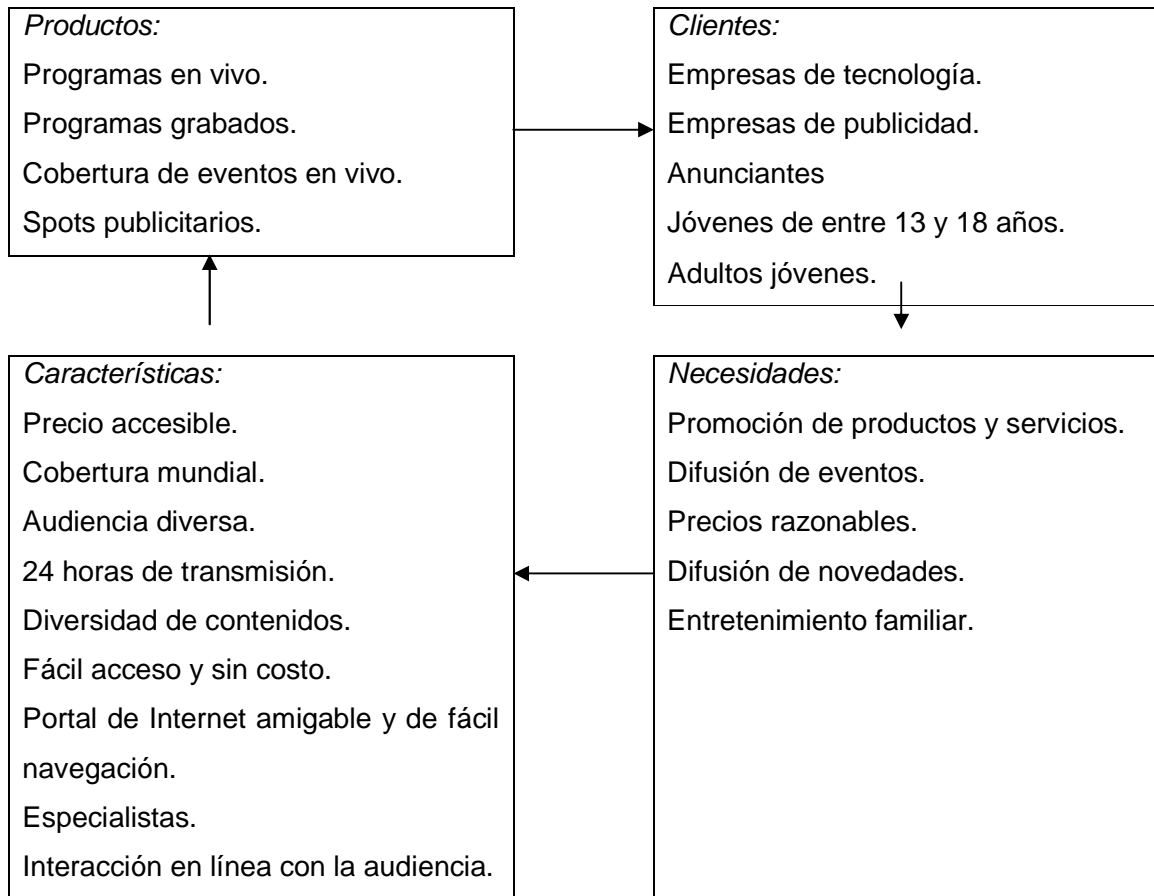 Productos:
Programas en vivo.
Programas grabados.
Cobertura de eventos en vivo.
Spots publicitarios.
Clientes:
Empresas de tecnología.
Empresas de publicidad.
Anunciantes
Jóvenes de entre 13 y 18 años.
Adultos jóvenes.
Características:
Precio accesible.
Cobertura mundial.
Audiencia diversa.
24 horas de transmisión.
Diversidad de contenidos.
Fácil acceso y sin costo.
Portal de Internet amigable y de fácil
navegación.
Especialistas.
Interacción en línea con la audiencia.
Necesidades:
Promoción de productos y servicios.
Difusión de eventos.
Precios razonables.
Difusión de novedades.
Entretenimiento familiar.